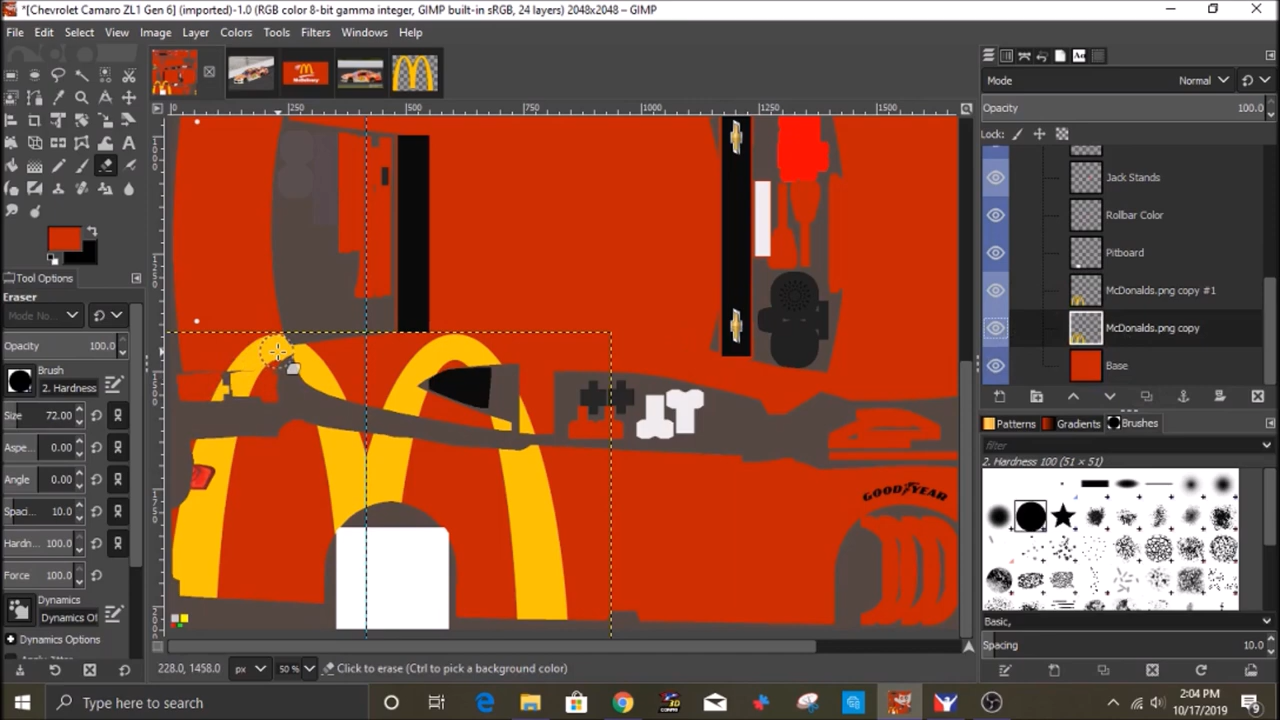 *[Chevrolet Camaro ZL1 Gen 6] (imported)-1.0 (RGB color 8-bit gamma integer, GIMP built-in sRGB, 24 layers) 2048x2048 – GIMP
File Edit Select View Image Layer Colors Tools Filters Windows Help
Mode Normal
Opacity 100.0
Lock:
0 250 500 750 1000 1250 1500
Jack Stands
Rollbar Color
Pitboard
McDonald's.png copy #1
McDonalds.png copy
Base
Tool Options
Eraser
Mode No...
Opacity 100.0
Brush
2. Hardness
Size 72.00
Aspe... 0.00
Angle 0.00
Spaci... 10.0
Hardn... 100.0
Force 100.0
Dynamics
Dynamics Of
Dynamics Options
GOODYEAR
Patterns Gradients Brushes
filter
2. Hardness 100 (51 × 51)
Basic,
Spacing 10.0
228.0, 1458.0 px 50 % Click to erase (Ctrl to pick a background color)
Type here to search
2:04 PM
10/17/2019